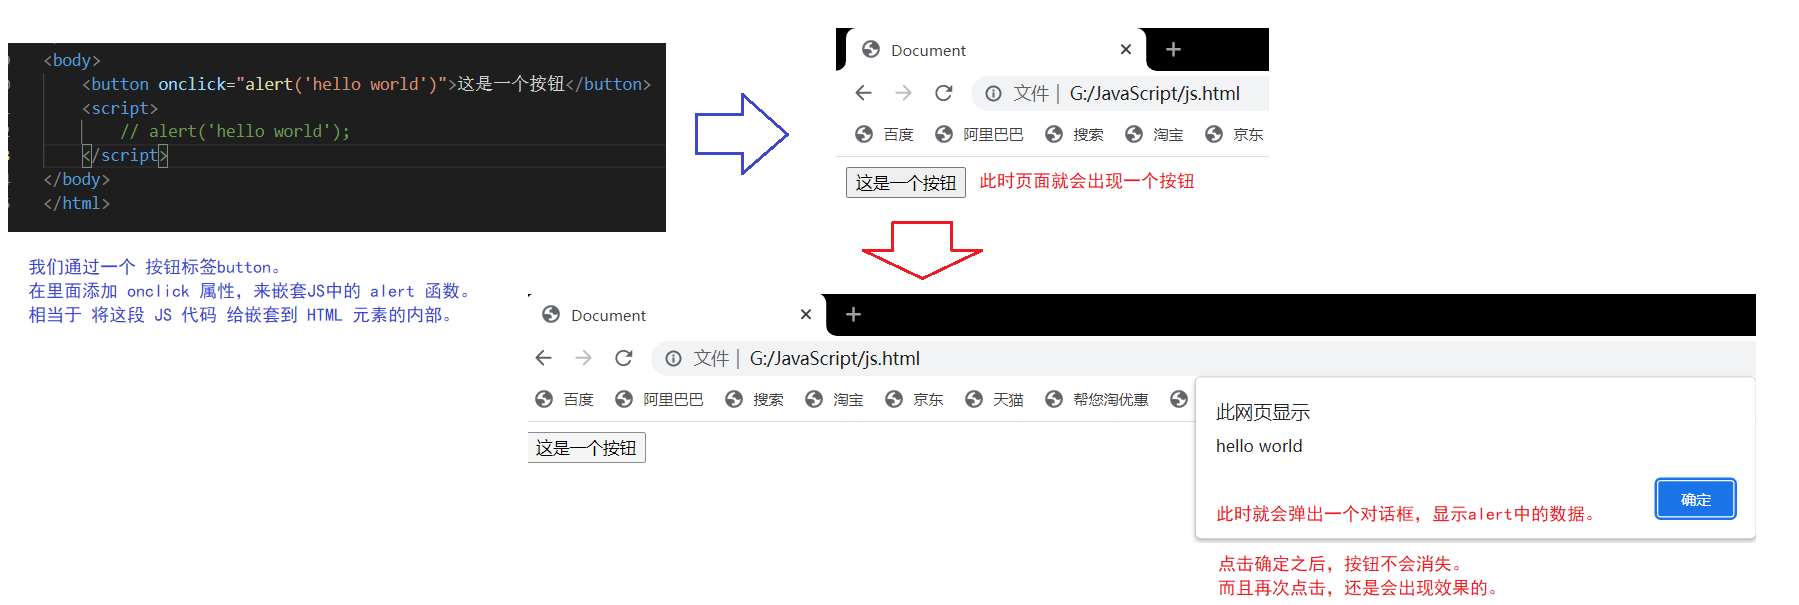 <body>
<button onclick="alert('hello world')">这是一个按钮</button>
<script>
// alert('hello world');
</script>
</body>
</html>
我们通过一个 按钮标签button。
在里面添加 onclick 属性，来嵌套JS中的 alert 函数。
相当于 将这段 JS 代码 给嵌套到 HTML 元素的内部。
Document
文件 | G:/JavaScript/js.html
百度 阿里巴巴 搜索 淘宝 京东
这是一个按钮 此时页面就会出现一个按钮
Document
文件 | G:/JavaScript/js.html
百度 阿里巴巴 搜索 淘宝 京东 天猫 帮您淘优惠
这是一个按钮
此网页显示
hello world
确定
此时就会弹出一个对话框，显示alert中的数据。
点击确定之后，按钮不会消失。
而且再次点击，还是会出现效果的。